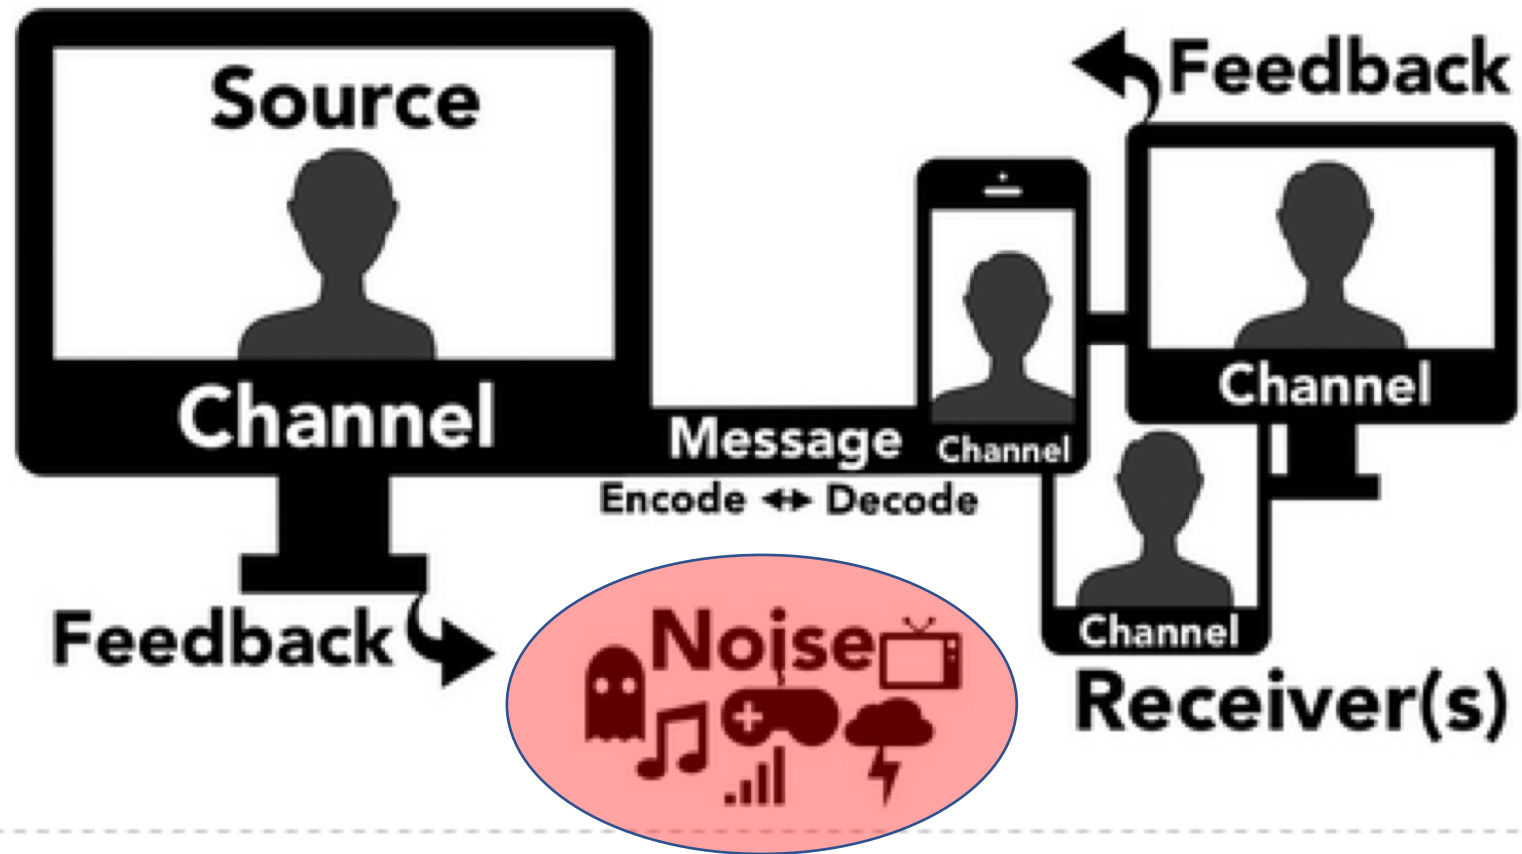 Source
Channel
Message
Encode Decode
Feedback
Noise
Feedback
Channel
Channel
Channel
Receiver(s)